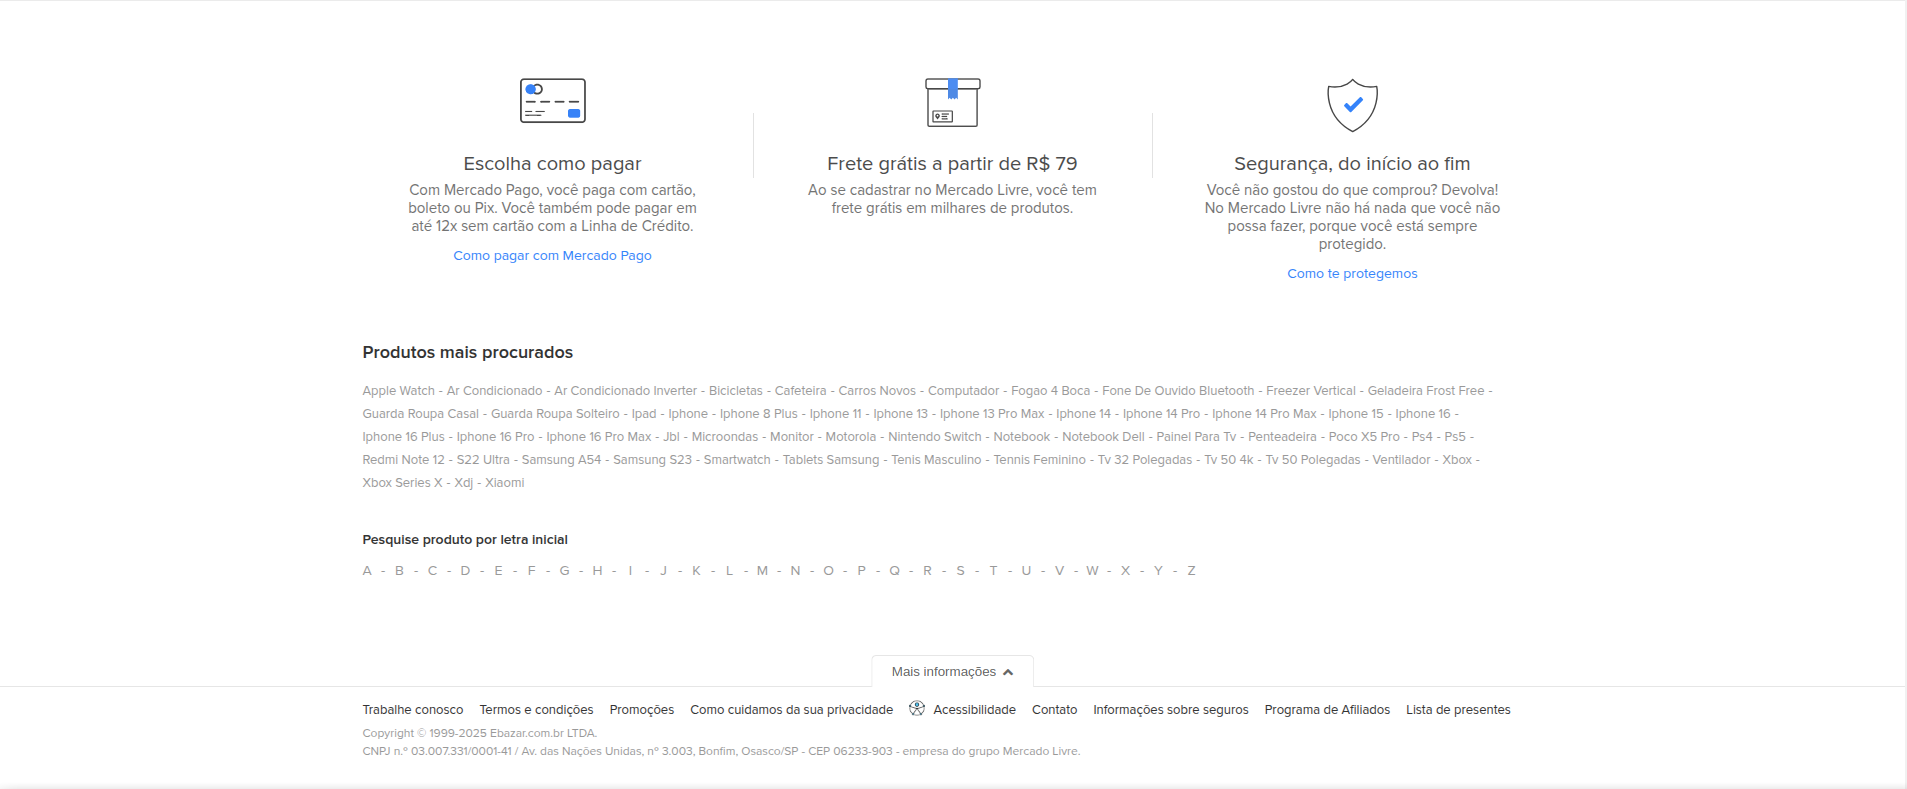 Escolha como pagar
Com Mercado Pago, você paga com cartão,
boleto ou Pix. Você também pode pagar em
até 12x sem cartão com a Linha de Crédito.
Como pagar com Mercado Pago
Frete grátis a partir de R$ 79
Ao se cadastrar no Mercado Livre, você tem
frete grátis em milhares de produtos.
Segurança, do início ao fim
Você não gostou do que comprou? Devolva!
No Mercado Livre não há nada que você não
possa fazer, porque você está sempre
protegido.
Como te protegemos
Produtos mais procurados
Apple Watch - Ar Condicionado - Ar Condicionado Inverter - Bicicletas - Cafeteira - Carros Novos - Computador - Fogao 4 Boca - Fone De Ouvido Bluetooth - Freezer Vertical - Geladeira Frost Free -
Guarda Roupa Casal - Guarda Roupa Solteiro - Ipad - Iphone - Iphone 8 Plus - Iphone 11 - Iphone 13 - Iphone 13 Pro Max - Iphone 14 - Iphone 14 Pro - Iphone 14 Pro Max - Iphone 15 - Iphone 16 -
Iphone 16 Plus - Iphone 16 Pro - Iphone 16 Pro Max - Jbl - Microondas - Monitor - Motorola - Nintendo Switch - Notebook - Notebook Dell - Painel Para Tv - Penteadeira - Poco X5 Pro - Ps4 - Ps5 -
Redmi Note 12 - S22 Ultra - Samsung A54 - Samsung S23 - Smartwatch - Tablets Samsung - Tenis Masculino - Tennis Feminino - Tv 32 Polegadas - Tv 50 4k - Tv 50 Polegadas - Ventilador - Xbox -
Xbox Series X - Xdj - Xiaomi
Pesquise produto por letra inicial
A - B - C - D - E - F - G - H - I - J - K - L - M - N - O - P - Q - R - S - T - U - V - W - X - Y - Z
Mais informações
Trabalhe conosco Termos e condições Promoções Como cuidamos da sua privacidade Acessibilidade Contato Informações sobre seguros Programa de Afiliados Lista de presentes
Copyright © 1999-2025 Ebazar.com.br LTDA.
CNPJ n.º 03.007.331/0001-41 / Av. das Nações Unidas, nº 3.003, Bonfim, Osasco/SP - CEP 06233-903 - empresa do grupo Mercado Livre.